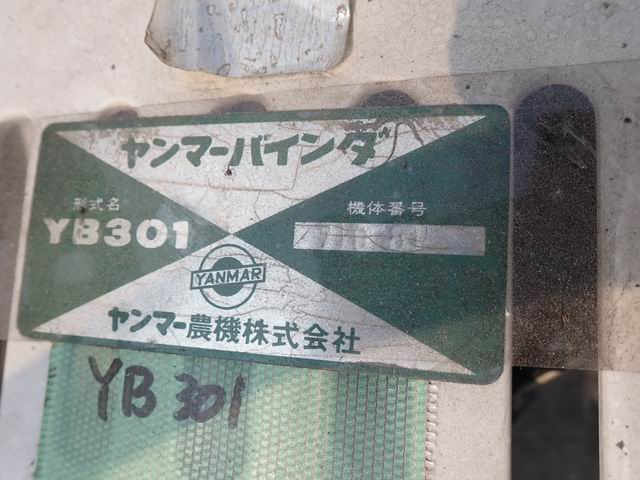 ヤンマーバインダ
形式名
YB301
機体番号
YANMAR
ヤンマー農機株式会社
YB301